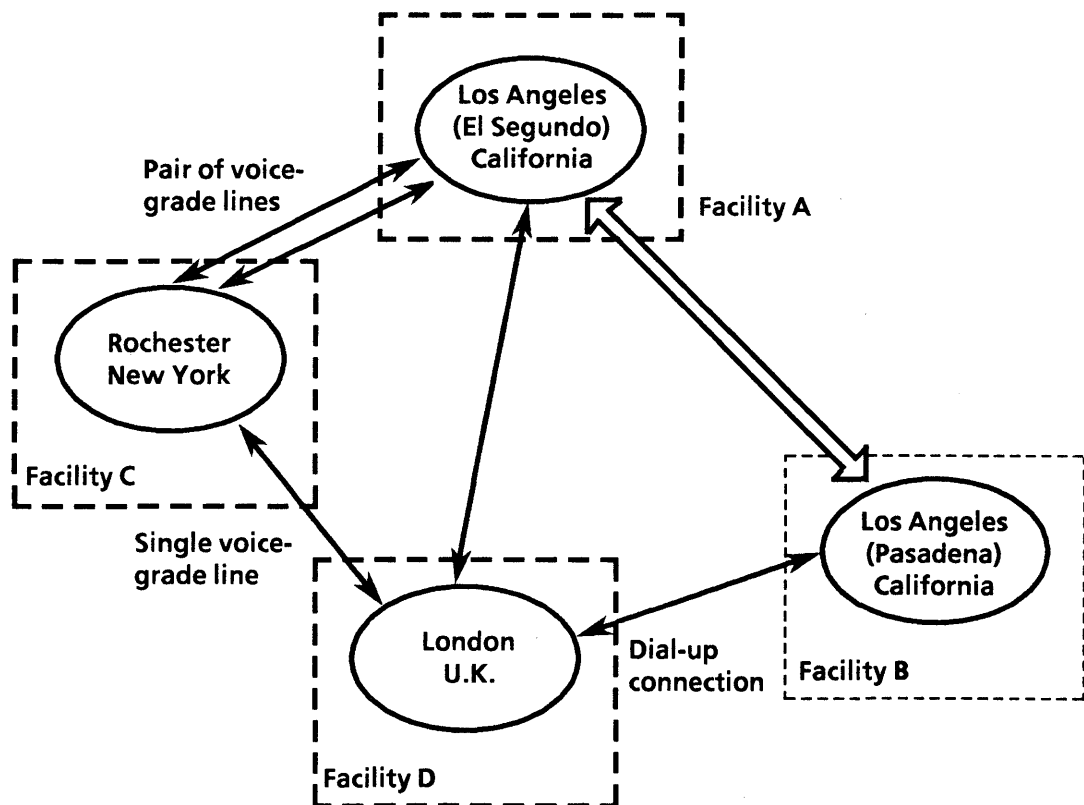 Los Angeles
(El Segundo)
California
Pair of voice-
grade lines
Facility A
Rochester
New York
Facility C
Single voice-
grade line
Los Angeles
(Pasadena)
California
London
U.K.
Dial-up
connection
Facility B
Facility D